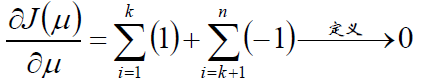 ∂J(μ)/∂μ = ∑_{i=1}^{k}(1) + ∑_{i=k+1}^{n}(-1) —定义→ 0